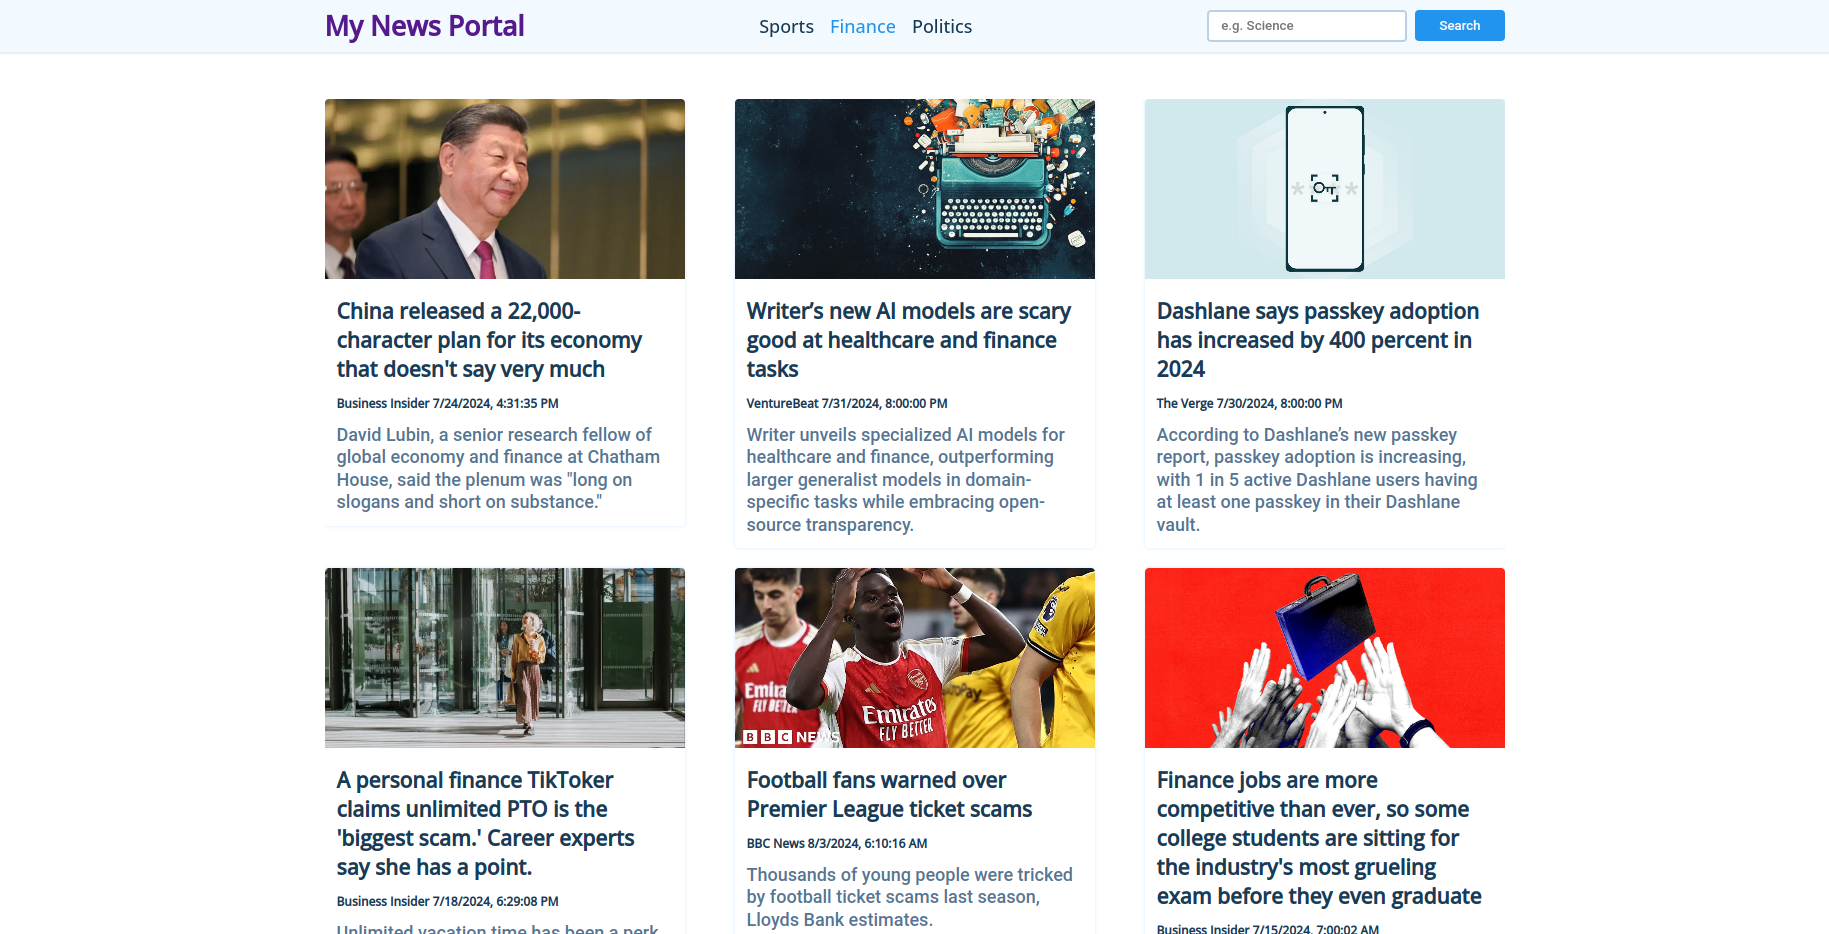 My News Portal
Sports Finance Politics
e.g. Science
Search
China released a 22,000-
character plan for its economy
that doesn't say very much
Business Insider 7/24/2024, 4:31:35 PM
David Lubin, a senior research fellow of
global economy and finance at Chatham
House, said the plenum was "long on
slogans and short on substance."
Writer’s new AI models are scary
good at healthcare and finance
tasks
VentureBeat 7/31/2024, 8:00:00 PM
Writer unveils specialized AI models for
healthcare and finance, outperforming
larger generalist models in domain-
specific tasks while embracing open-
source transparency.
Dashlane says passkey adoption
has increased by 400 percent in
2024
The Verge 7/30/2024, 8:00:00 PM
According to Dashlane’s new passkey
report, passkey adoption is increasing,
with 1 in 5 active Dashlane users having
at least one passkey in their Dashlane
vault.
A personal finance TikToker
claims unlimited PTO is the
'biggest scam.' Career experts
say she has a point.
Business Insider 7/18/2024, 6:29:08 PM
Unlimited vacation time has been a perk
Emirates
FLY BETTER
Emirates
FLY BETTER
BBC NEWS
Football fans warned over
Premier League ticket scams
BBC News 8/3/2024, 6:10:16 AM
Thousands of young people were tricked
by football ticket scams last season,
Lloyds Bank estimates.
Finance jobs are more
competitive than ever, so some
college students are sitting for
the industry's most grueling
exam before they even graduate
Business Insider 7/15/2024, 7:00:02 AM